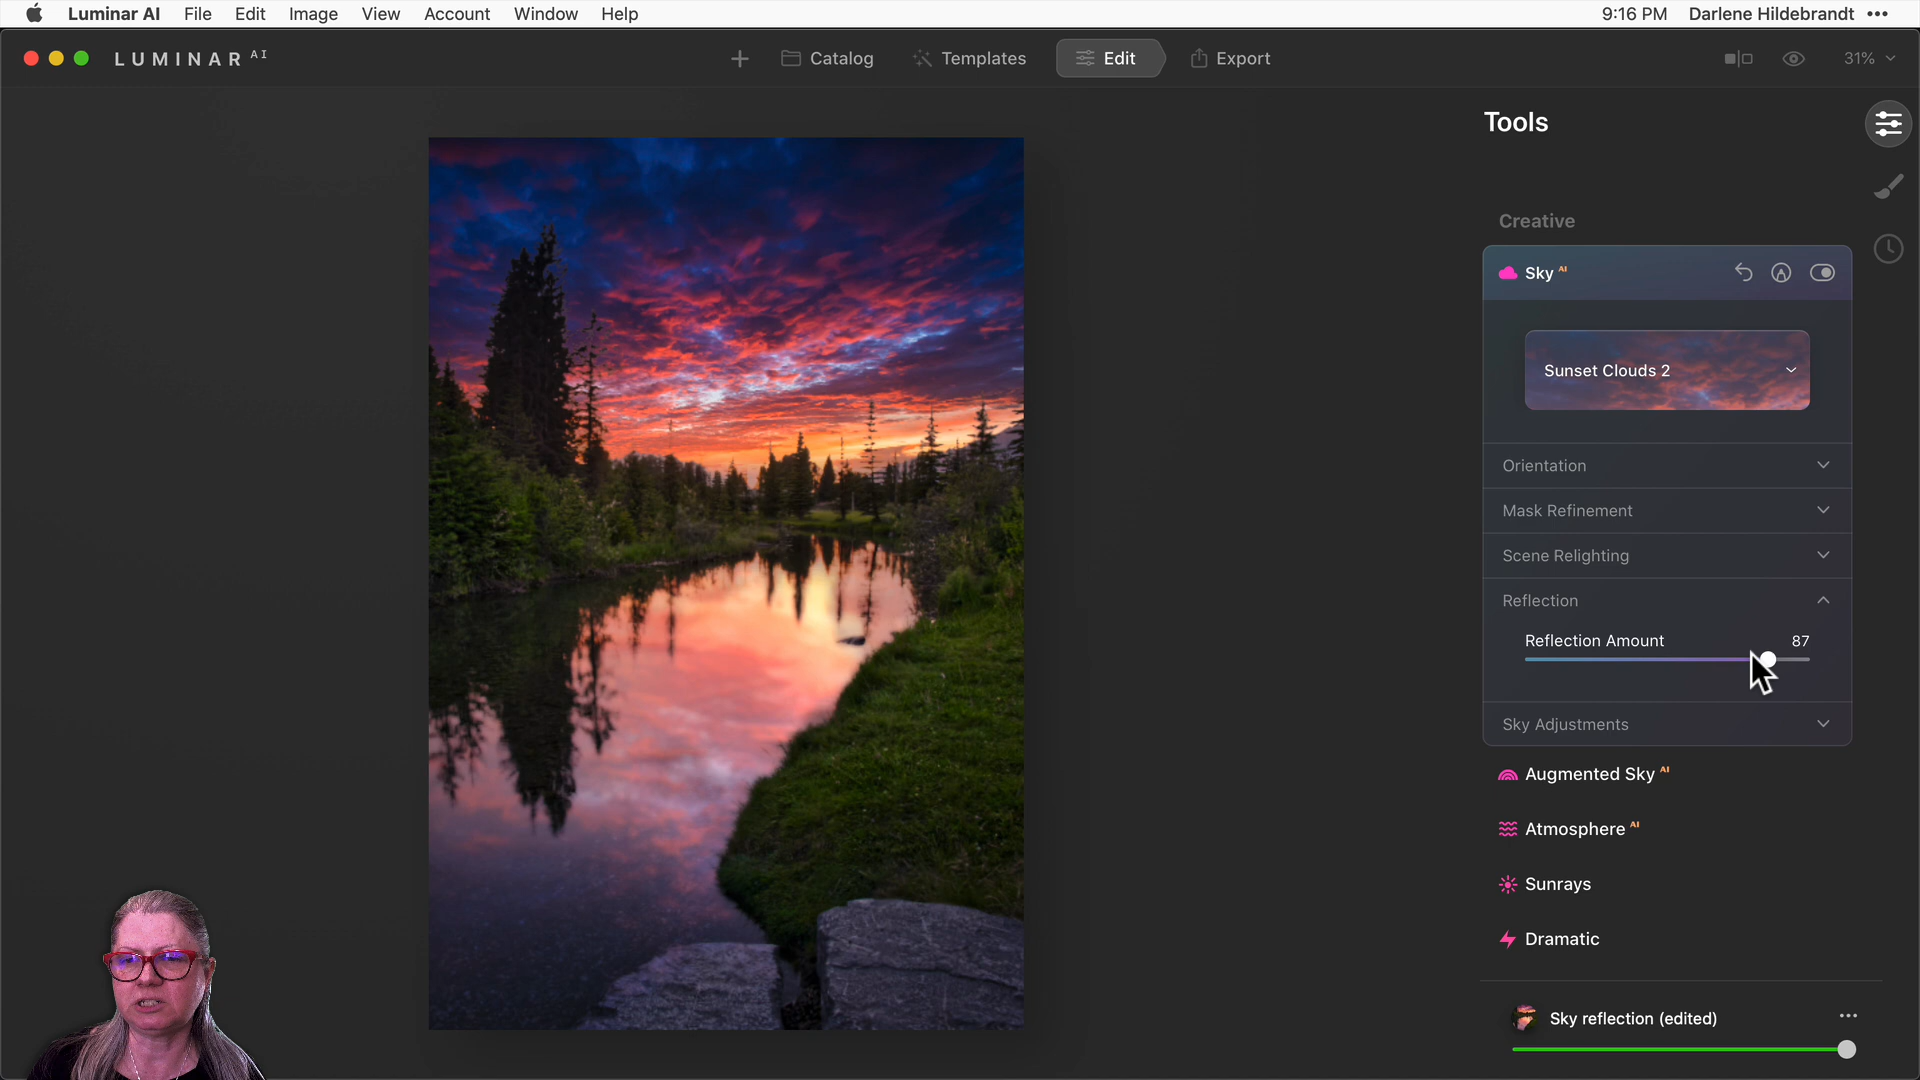 Luminar AI File Edit Image View Account Window Help 9:16 PM Darlene Hildebrandt •••
LUMINAR AI + Catalog Templates Edit Export 31%
Tools
Creative
Sky AI
Sunset Clouds 2
Orientation
Mask Refinement
Scene Relighting
Reflection
Reflection Amount 87
Sky Adjustments
Augmented Sky AI
Atmosphere AI
Sunrays
Dramatic
Sky reflection (edited) •••